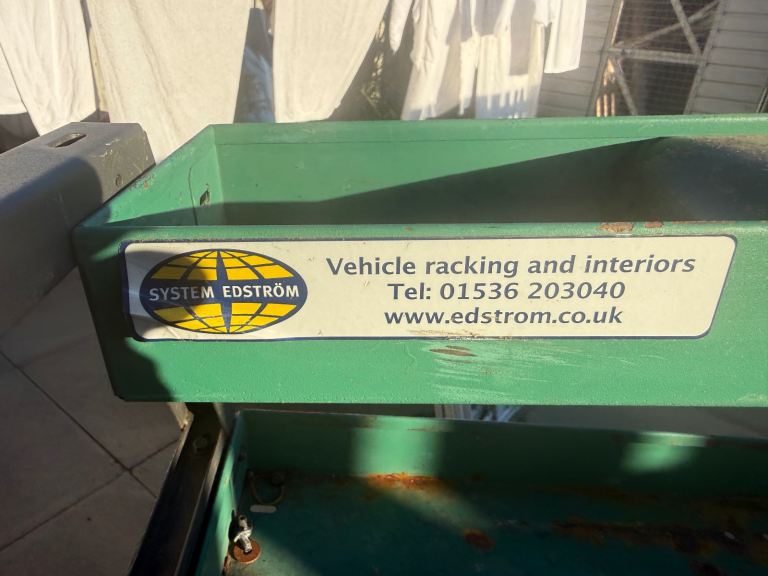 SYSTEM EDSTRÖM
Vehicle racking and interiors
Tel: 01536 203040
www.edstrom.co.uk